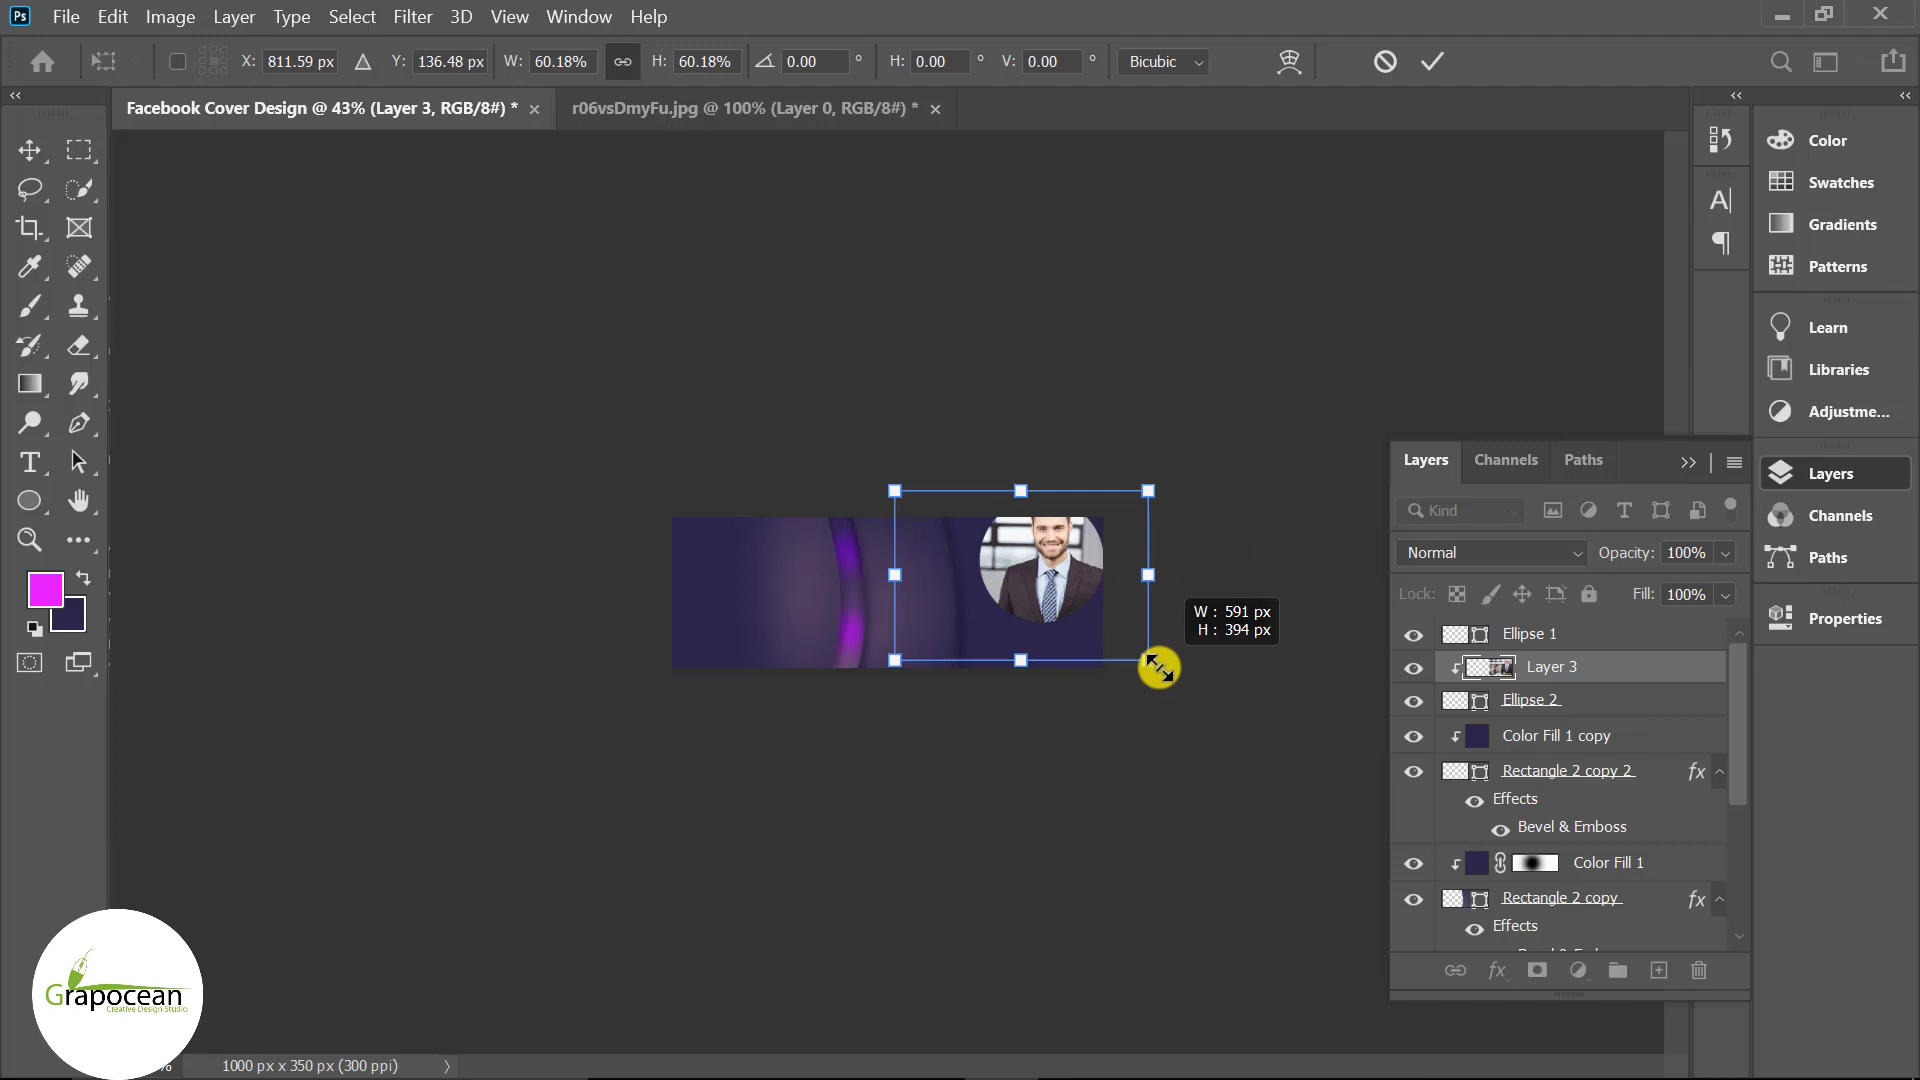 Ps File Edit Image Layer Type Select Filter 3D View Window Help
X: 811.59 px Y: 136.48 px W: 60.18% H: 60.18% 0.00 ° H: 0.00 ° V: 0.00 ° Bicubic
Facebook Cover Design @ 43% (Layer 3, RGB/8#) * r06vsDmyFu.jpg @ 100% (Layer 0, RGB/8#) *
Color
Swatches
Gradients
Patterns
Learn
Libraries
Adjustme...
Layers
Channels
Paths
Properties
W : 591 px
H : 394 px
Layers Channels Paths
Kind
Normal Opacity: 100%
Lock: Fill: 100%
Ellipse 1
Layer 3
Ellipse 2
Color Fill 1 copy
Rectangle 2 copy 2 fx
Effects
Bevel & Emboss
Color Fill 1
Rectangle 2 copy fx
Effects
Grapocean
Creative Design Studio
1000 px x 350 px (300 ppi)